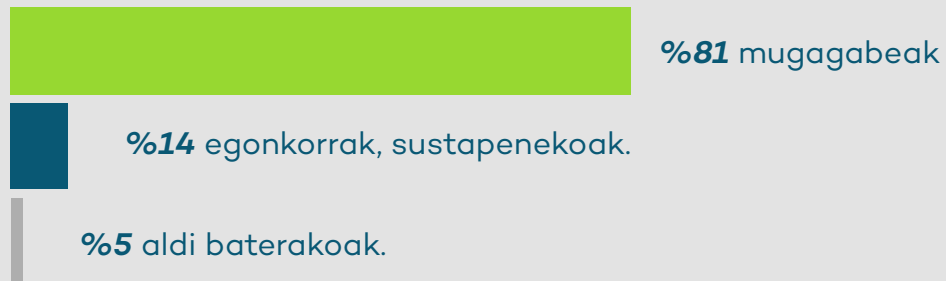 %81 mugagabeak
%14 egonkorrak, sustapenekoak.
%5 aldi baterakoak.